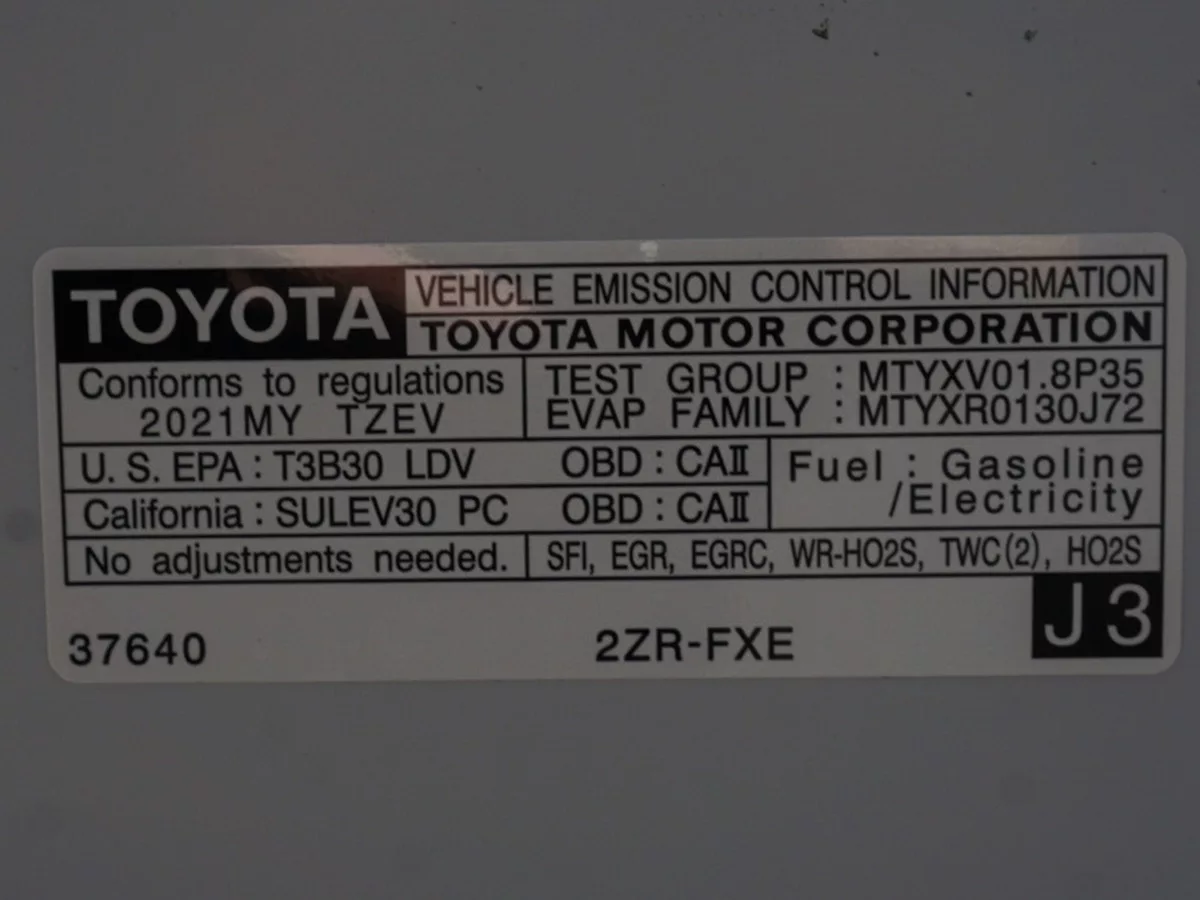 TOYOTA VEHICLE EMISSION CONTROL INFORMATION
TOYOTA MOTOR CORPORATION
Conforms to regulations
2021MY TZEV
TEST GROUP : MTYXV01.8P35
EVAP FAMILY : MTYXR0130J72
U. S. EPA : T3B30 LDV OBD : CAⅡ
California : SULEV30 PC OBD : CAⅡ
Fuel : Gasoline
/Electricity
No adjustments needed. SFI, EGR, EGRC, WR-HO2S, TWC(2), HO2S
37640 2ZR-FXE J3